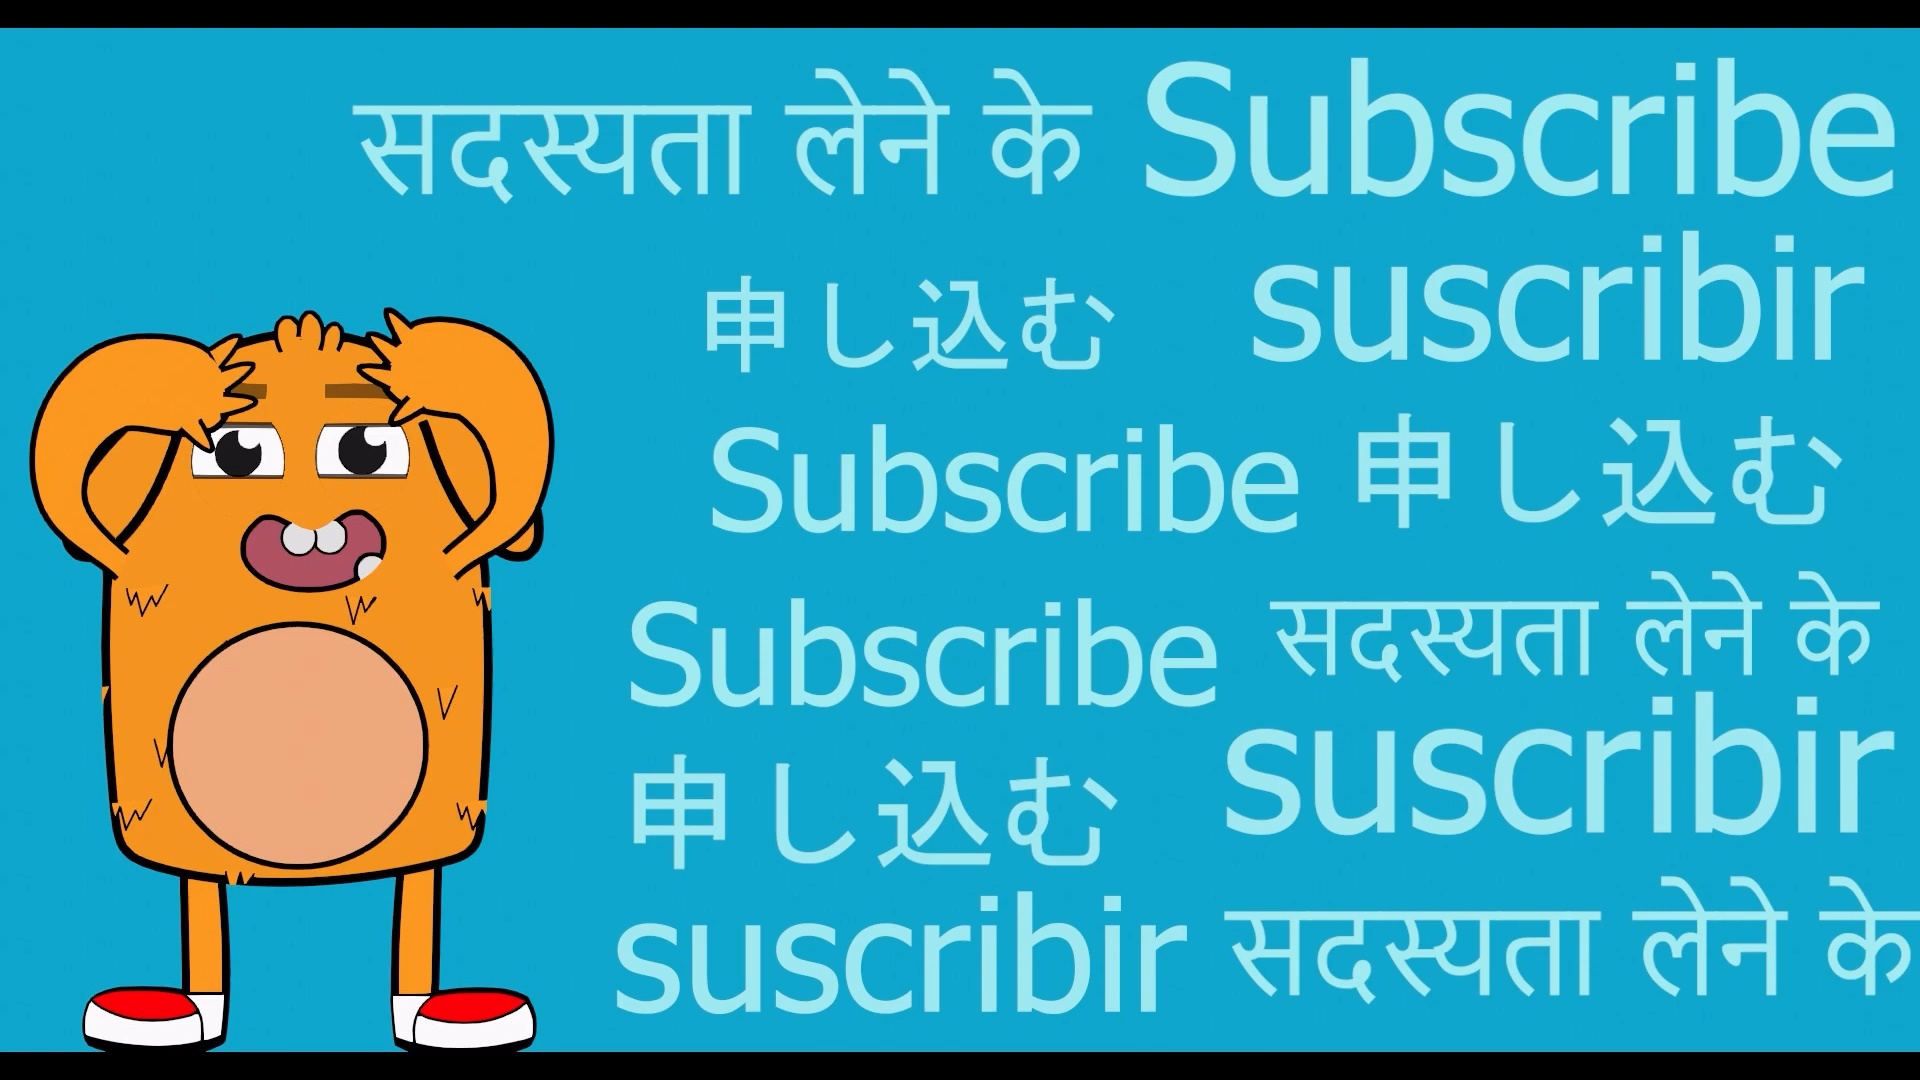 सदस्यता लेने के Subscribe
申し込む suscribir
Subscribe 申し込む
Subscribe सदस्यता लेने के
申し込む suscribir
suscribir सदस्यता लेने के